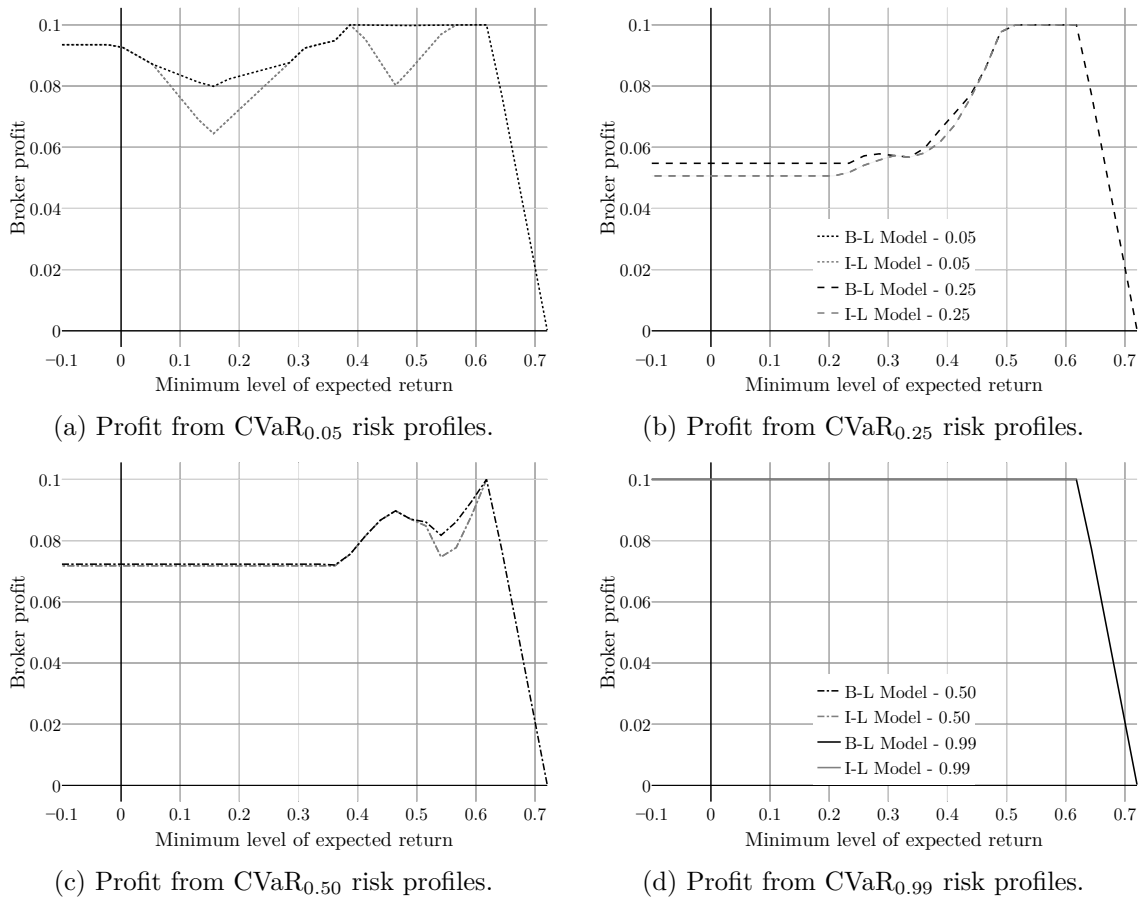 0.1
0.08
0.06
0.04
0.02
0
Broker profit
−0.1 0 0.1 0.2 0.3 0.4 0.5 0.6 0.7
Minimum level of expected return
(a) Profit from CVaR0.05 risk profiles.
0.1
0.08
0.06
0.04
0.02
0
Broker profit
B-L Model - 0.05
I-L Model - 0.05
B-L Model - 0.25
I-L Model - 0.25
−0.1 0 0.1 0.2 0.3 0.4 0.5 0.6 0.7
Minimum level of expected return
(b) Profit from CVaR0.25 risk profiles.
0.1
0.08
0.06
0.04
0.02
0
Broker profit
−0.1 0 0.1 0.2 0.3 0.4 0.5 0.6 0.7
Minimum level of expected return
(c) Profit from CVaR0.50 risk profiles.
0.1
0.08
0.06
0.04
0.02
0
Broker profit
B-L Model - 0.50
I-L Model - 0.50
B-L Model - 0.99
I-L Model - 0.99
−0.1 0 0.1 0.2 0.3 0.4 0.5 0.6 0.7
Minimum level of expected return
(d) Profit from CVaR0.99 risk profiles.